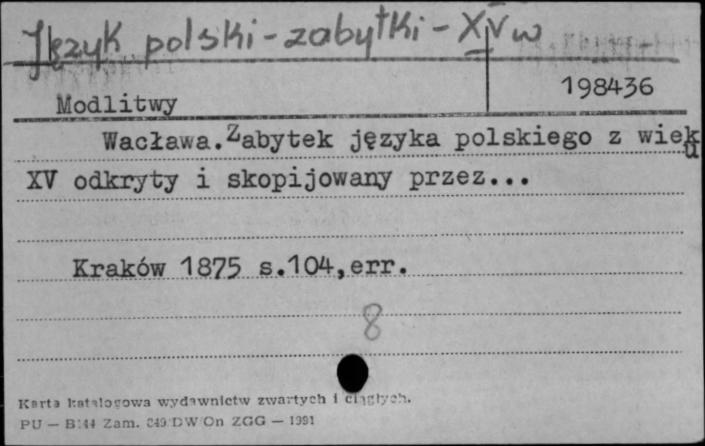 Język polski - zabytki - XV w
198436
Modlitwy
Wacława. Zabytek języka polskiego z wieku
XV odkryty i skopijowany przez...
Kraków 1875 s.104,err.
8
Karta katalogowa wydawnictw zwartych i ciągłych.
PU — B:44 Zam. 849 DW On ZGG — 1991